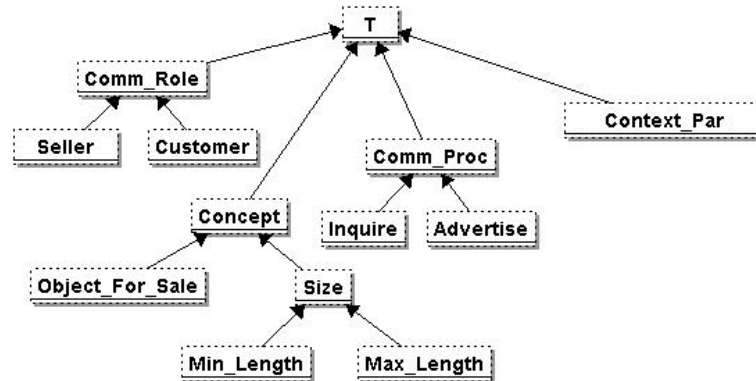 T
Comm_Role
Seller
Customer
Context_Par
Comm_Proc
Inquire
Advertise
Concept
Object_For_Sale
Size
Min_Length
Max_Length